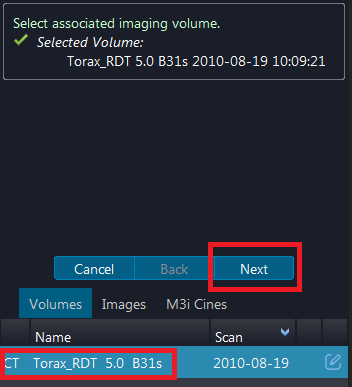 Select associated imaging volume.
Selected Volume:
Torax_RDT 5.0 B31s 2010-08-19 10:09:21
Cancel Back Next
Volumes Images M3i Cines
Name Scan
CT Torax_RDT 5.0 B31s 2010-08-19